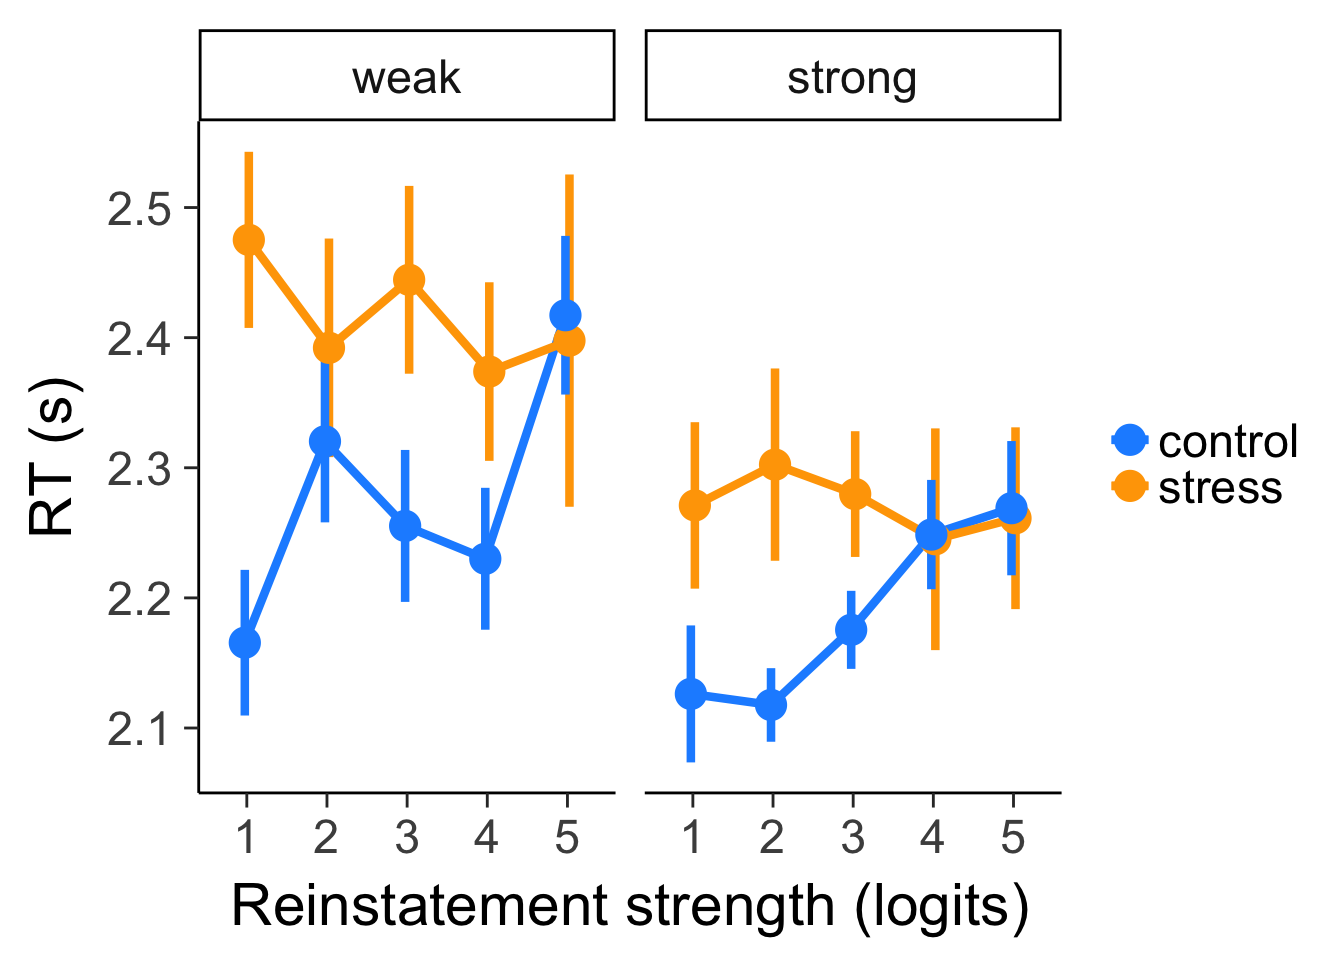 weak
strong
2.5
2.4
2.3
2.2
2.1
RT (s)
control
stress
1 2 3 4 5
1 2 3 4 5
Reinstatement strength (logits)